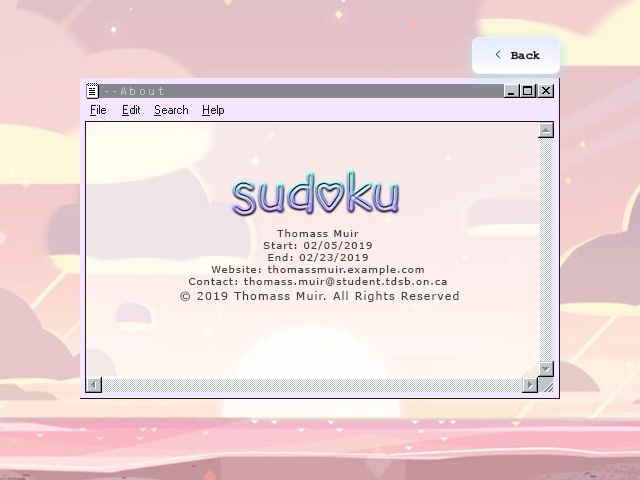 Back
--About
File Edit Search Help
sudoku
Thomass Muir
Start: 02/05/2019
End: 02/23/2019
Website: thomassmuir.example.com
Contact: thomass.muir@student.tdsb.on.ca
© 2019 Thomass Muir. All Rights Reserved